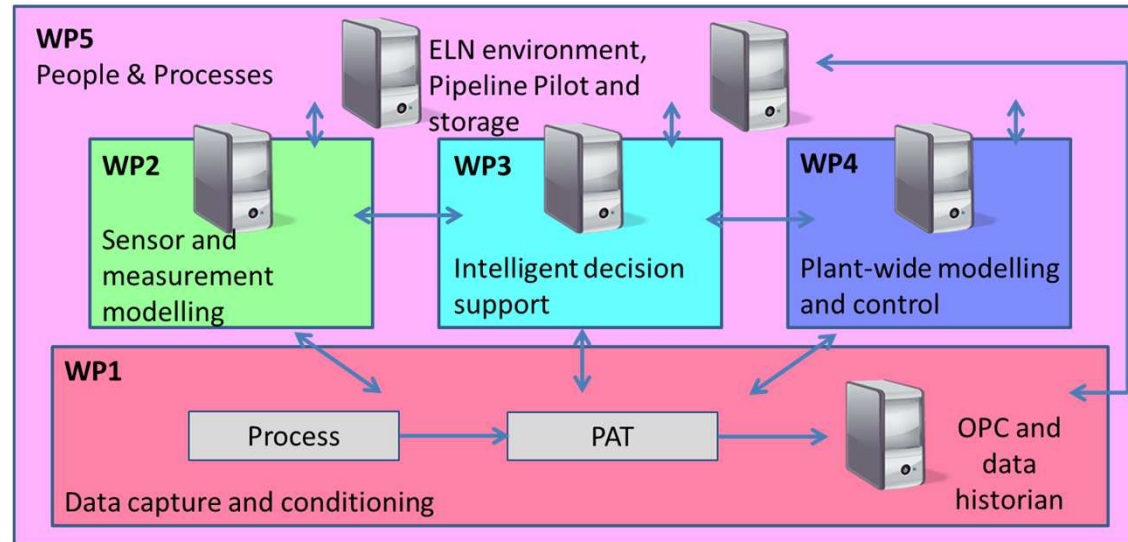 WP5
People & Processes
ELN environment,
Pipeline Pilot and
storage
WP2
Sensor and
measurement
modelling
WP3
Intelligent decision
support
WP4
Plant-wide modelling
and control
WP1
Process
PAT
OPC and
data
historian
Data capture and conditioning